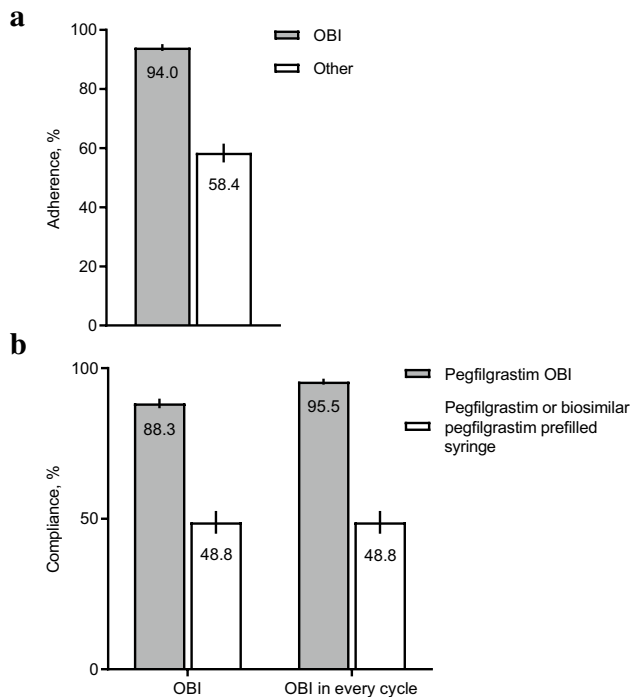 a
100
80
60
40
20
0
Adherence, %
94.0
58.4
OBI
Other
b
100
50
0
Compliance, %
88.3
48.8
95.5
48.8
OBI
OBI in every cycle
Pegfilgrastim OBI
Pegfilgrastim or biosimilar
pegfilgrastim prefilled
syringe